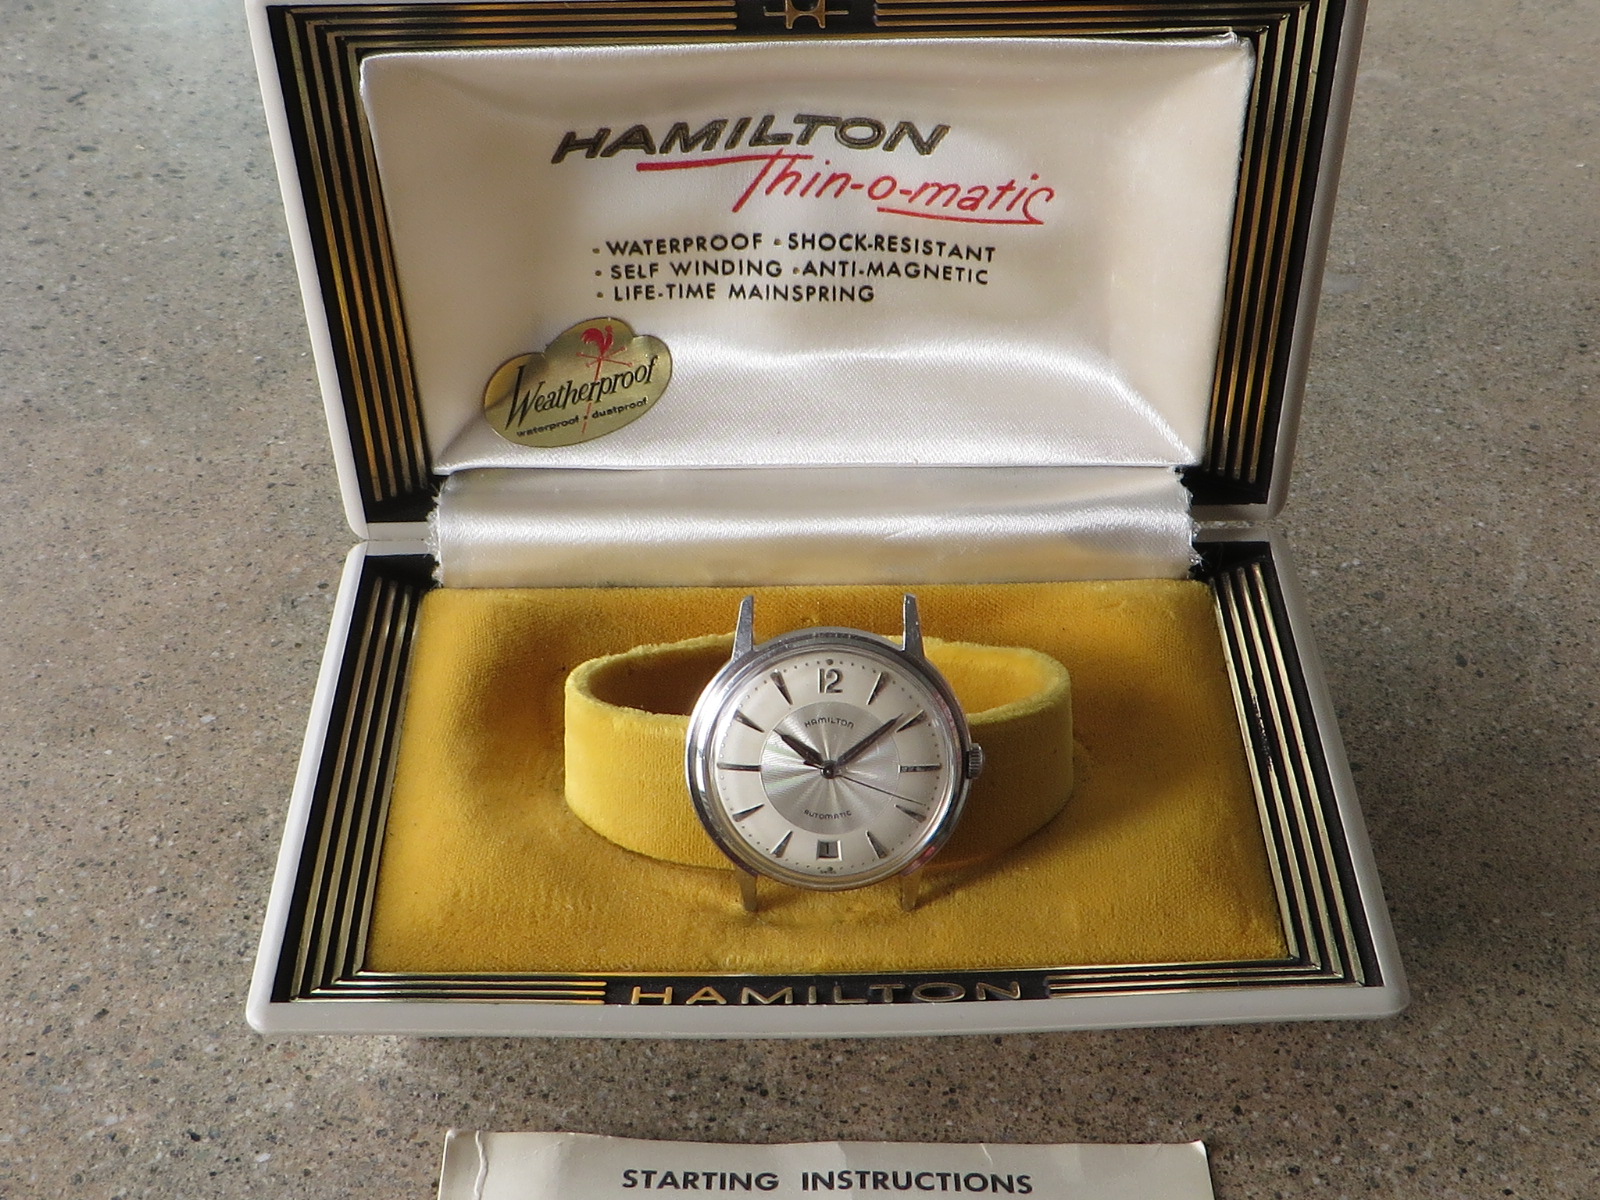 HAMILTON
Thin-o-matic
• WATERPROOF • SHOCK-RESISTANT
• SELF WINDING • ANTI-MAGNETIC
• LIFE-TIME MAINSPRING
Weatherproof
waterproof • dustproof
12
HAMILTON
AUTOMATIC
1
HAMILTON
STARTING INSTRUCTIONS